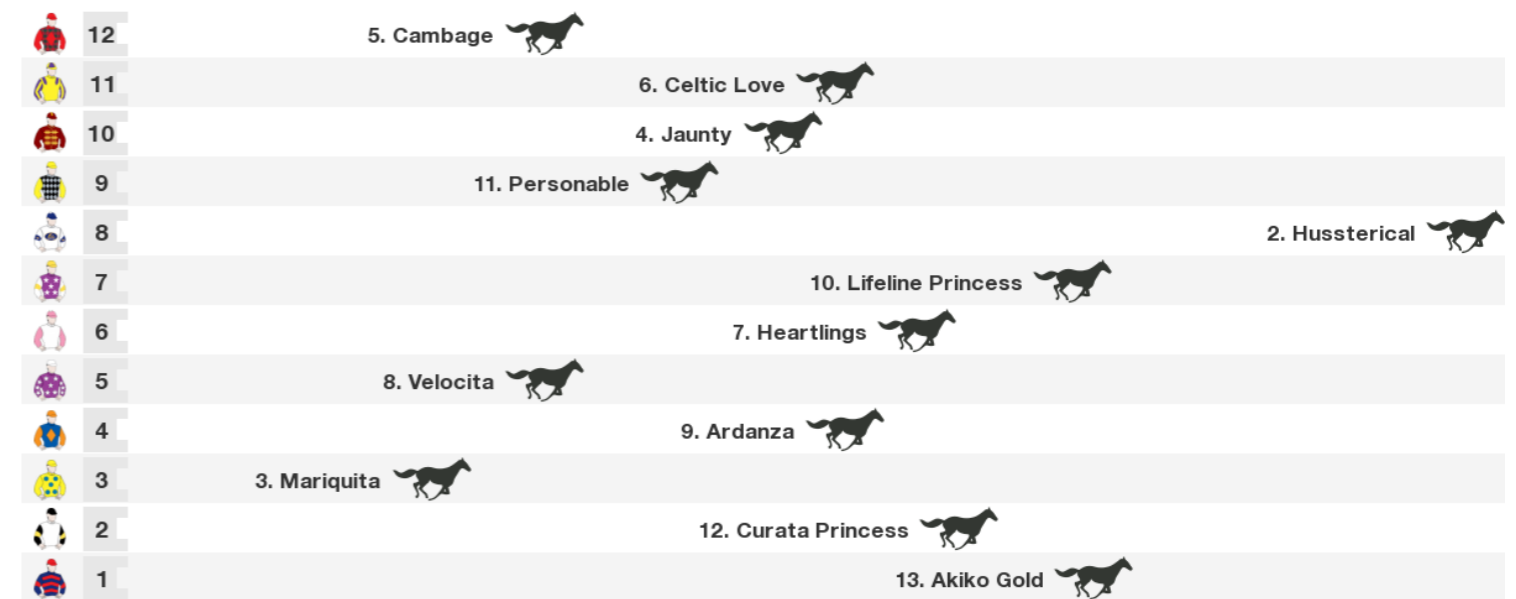 12 5. Cambage
11 6. Celtic Love
10 4. Jaunty
9 11. Personable
8 2. Hussterical
7 10. Lifeline Princess
6 7. Heartlings
5 8. Velocita
4 9. Ardanza
3 3. Mariquita
2 12. Curata Princess
1 13. Akiko Gold